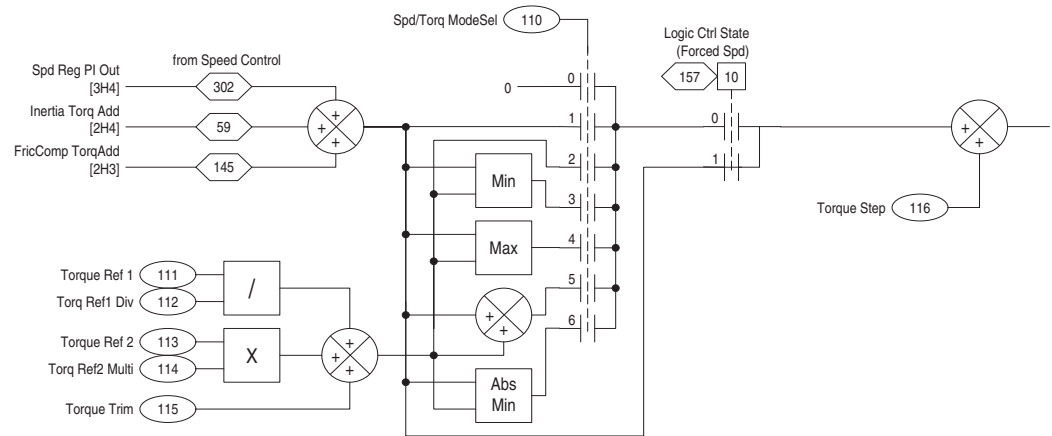 Spd/Torq ModeSel 110
Logic Ctrl State
(Forced Spd)
157 10
from Speed Control
Spd Reg PI Out
[3H4]
302
Inertia Torq Add
[2H4]
59
FricComp TorqAdd
[2H3]
145
+ + +
0 0
1
2
3
4
5
6
0
1
Min
Max
+ +
Abs
Min
Torque Ref 1 111
Torq Ref1 Div 112
/
Torque Ref 2 113
Torq Ref2 Multi 114
X
Torque Trim 115
+ + +
+ +
Torque Step 116